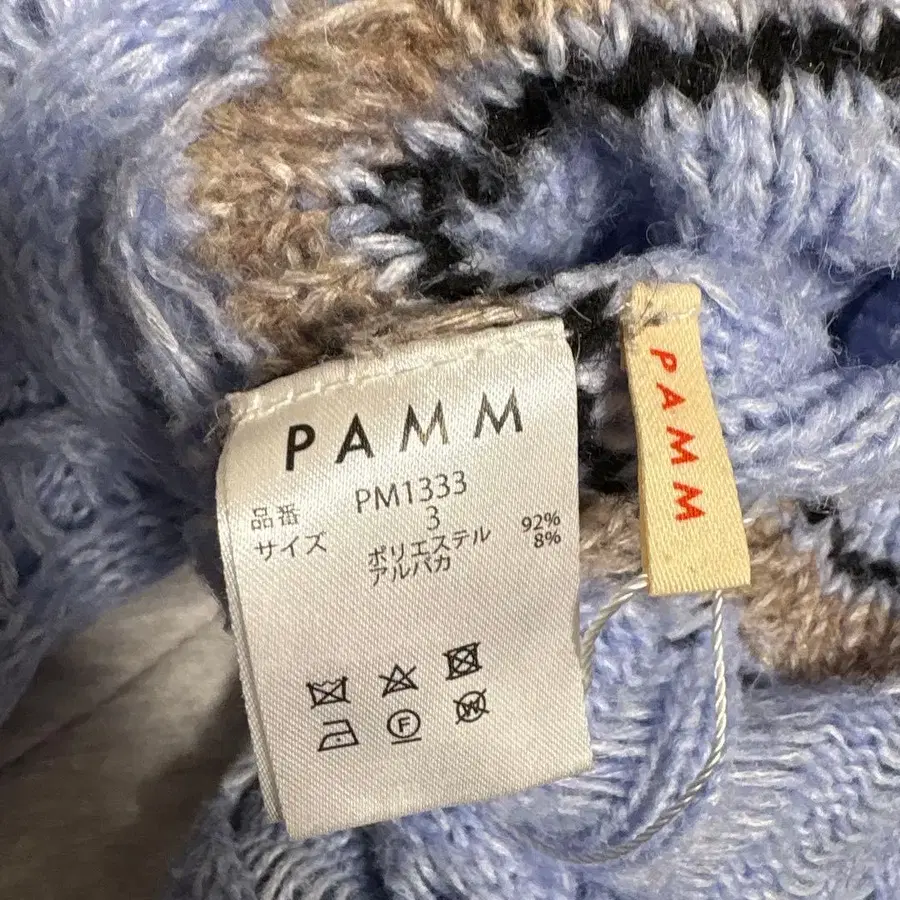 PAMM
品番 PM1333
サイズ 3
ポリエステル 92%
アルパカ 8%
F
W
PAMM